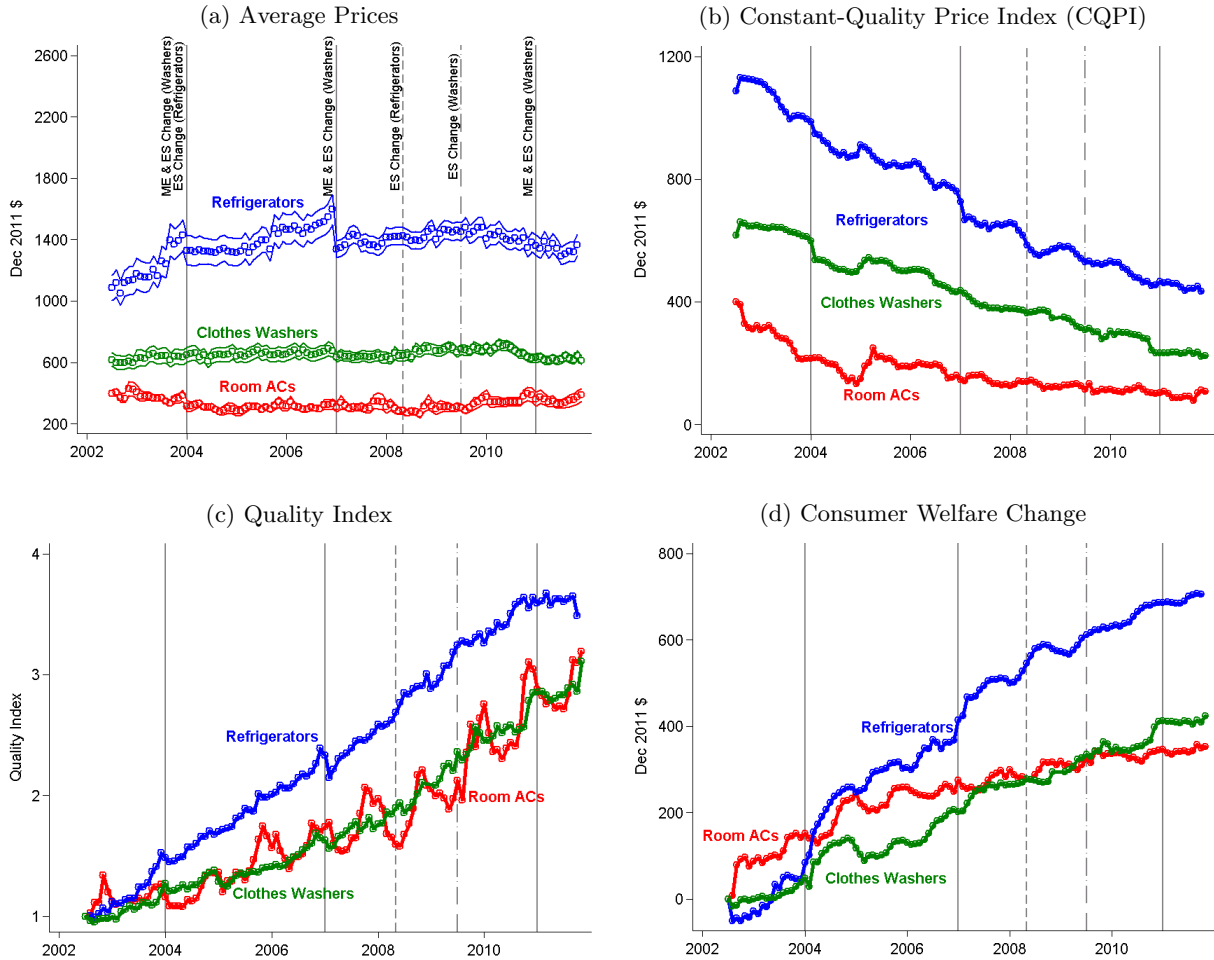 (a) Average Prices
2600
2200
1800
1400
1000
600
200
Dec 2011 $
ME & ES Change (Washers)
ES Change (Refrigerators)
ME & ES Change (Washers)
ES Change (Refrigerators)
ES Change (Washers)
ME & ES Change (Washers)
Refrigerators
Clothes Washers
Room ACs
2002
2004
2006
2008
2010
(b) Constant-Quality Price Index (CQPI)
1200
800
400
0
Dec 2011 $
Refrigerators
Clothes Washers
Room ACs
2002
2004
2006
2008
2010
(c) Quality Index
4
3
2
1
Quality Index
Refrigerators
Room ACs
Clothes Washers
2002
2004
2006
2008
2010
(d) Consumer Welfare Change
800
600
400
200
0
Dec 2011 $
Refrigerators
Room ACs
Clothes Washers
2002
2004
2006
2008
2010